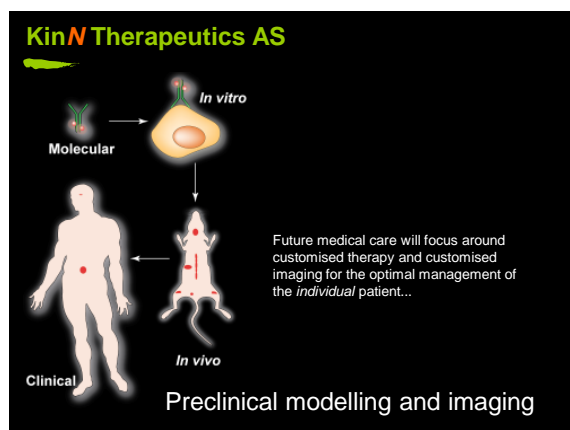 KinN Therapeutics AS
In vitro
Molecular
Future medical care will focus around
customised therapy and customised
imaging for the optimal management of
the individual patient...
In vivo
Clinical
Preclinical modelling and imaging